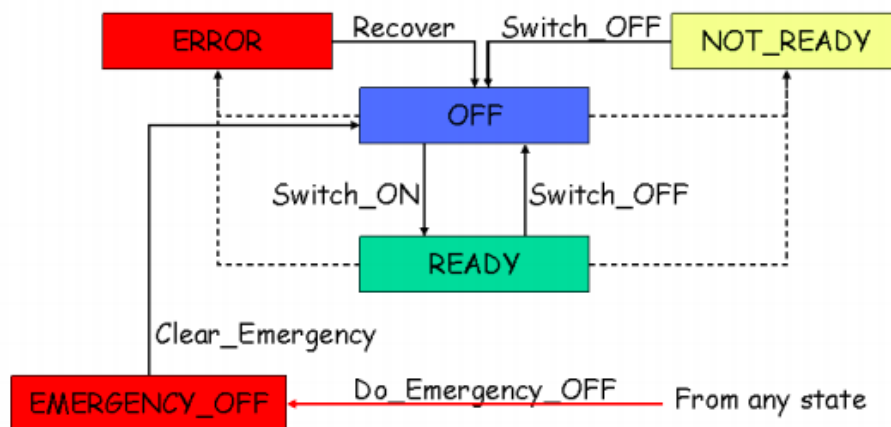 ERROR
Recover
Switch_OFF
NOT_READY
OFF
Switch_ON
Switch_OFF
READY
Clear_Emergency
EMERGENCY_OFF
Do_Emergency_OFF
From any state